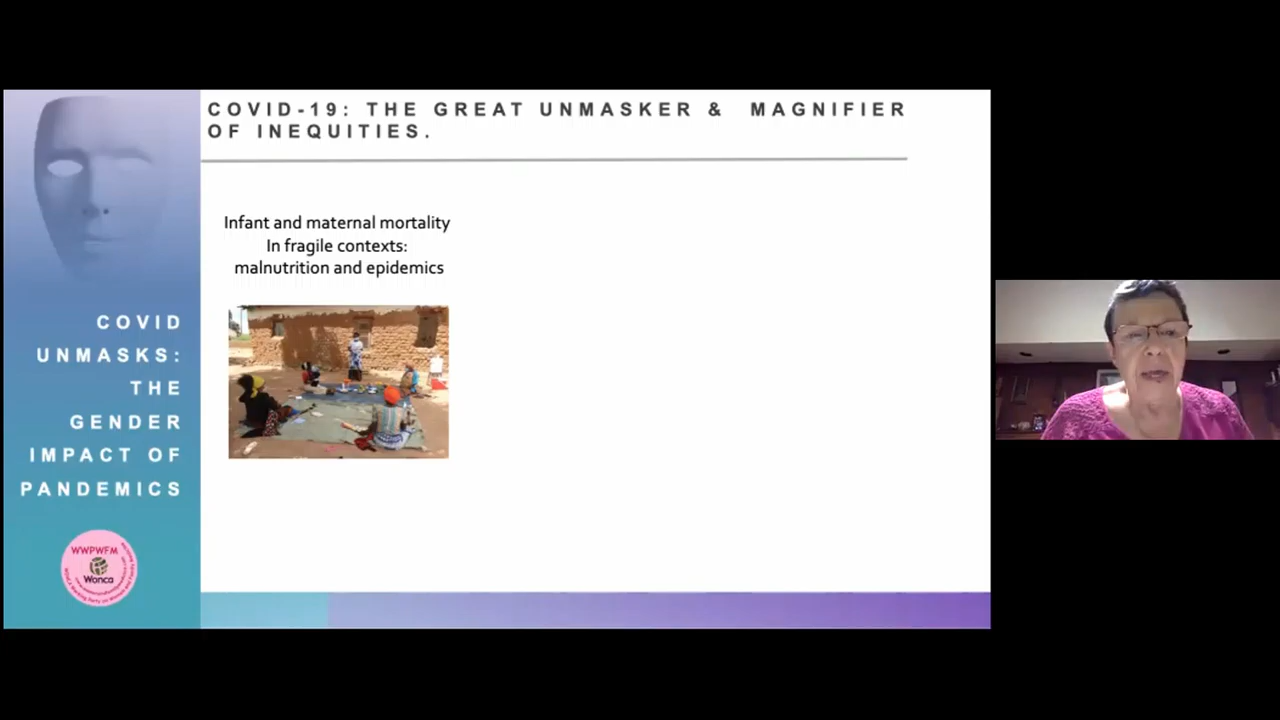 COVID-19: THE GREAT UNMASKER & MAGNIFIER
OF INEQUITIES.
Infant and maternal mortality
In fragile contexts:
malnutrition and epidemics
COVID
UNMASKS:
THE
GENDER
IMPACT OF
PANDEMICS
WWPWFM
Wonca